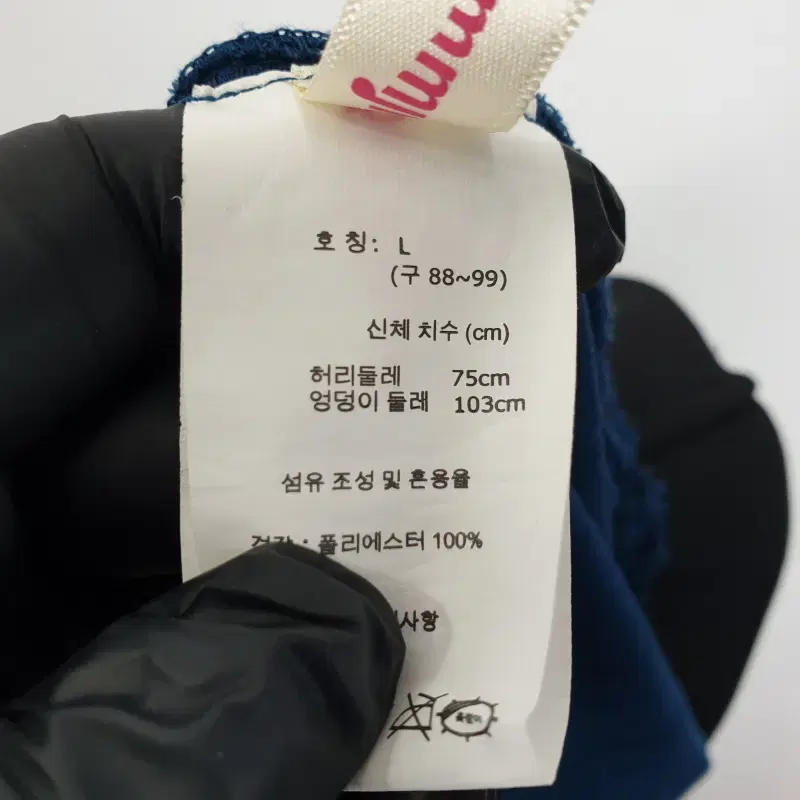 호 칭: L
(구 88~99)
신체 치수 (cm)
허리둘레 75cm
엉덩이 둘래 103cm
섬유 조성 및 혼용율
: 폴리에스터 100%
사항